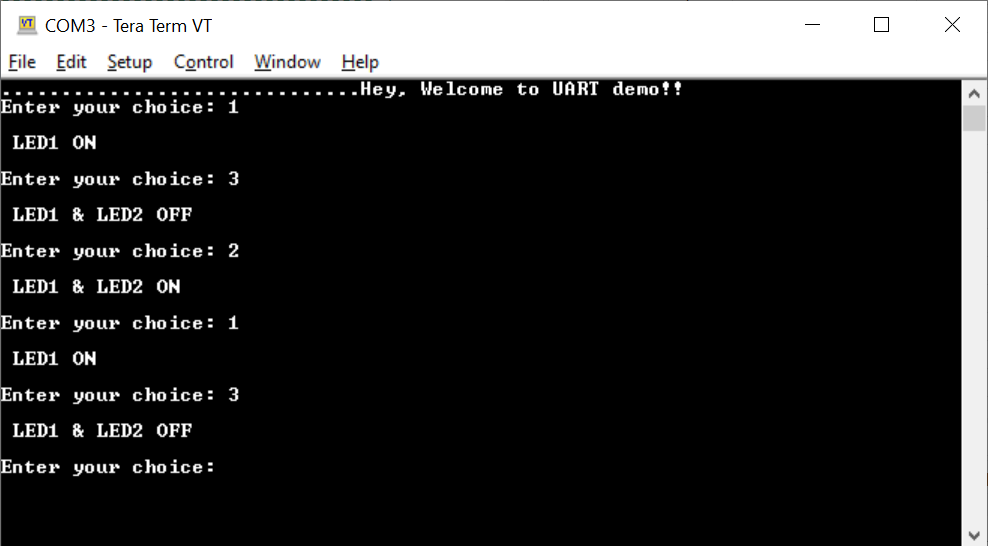 COM3 - Tera Term VT
File Edit Setup Control Window Help
..............................Hey, Welcome to UART demo!!
Enter your choice: 1
LED1 ON
Enter your choice: 3
LED1 & LED2 OFF
Enter your choice: 2
LED1 & LED2 ON
Enter your choice: 1
LED1 ON
Enter your choice: 3
LED1 & LED2 OFF
Enter your choice: